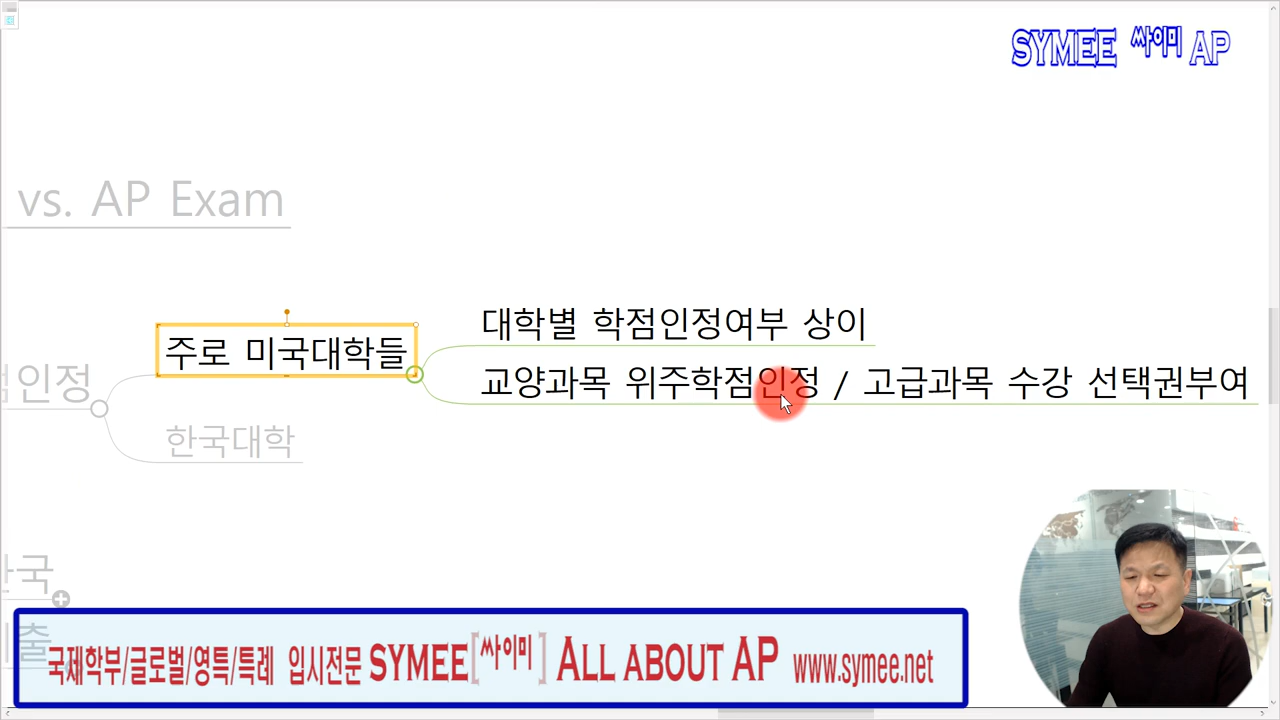 SYMEE 싸이미 AP
vs. AP Exam
대학별 학점인정여부 상이
주로 미국대학들
교양과목 위주학점인정 / 고급과목 수강 선택권부여
인정
한국대학
국
출
국제학부/글로벌/영특/특례 입시전문 SYMEE[싸이미] ALL ABOUT AP www.symee.net